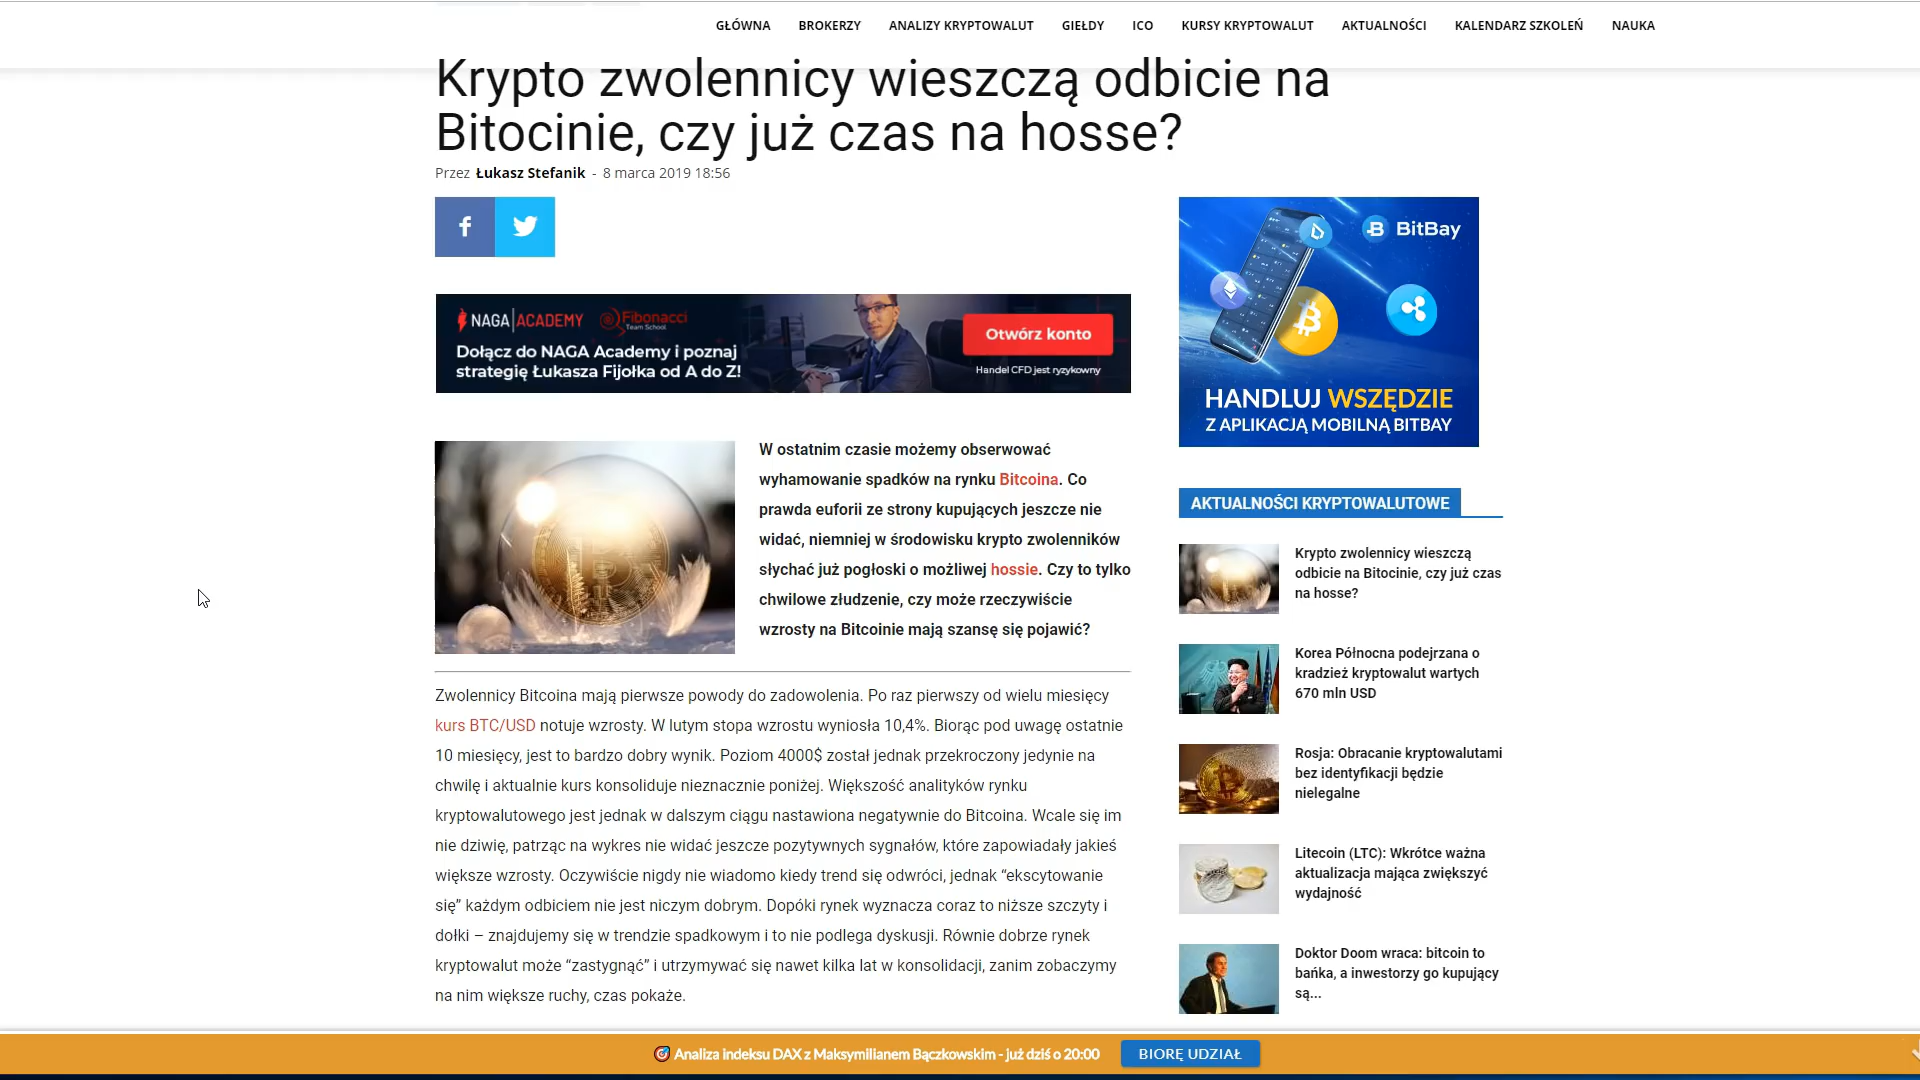 GŁÓWNA BROKERZY ANALIZY KRYPTOWALUT GIEŁDY ICO KURSY KRYPTOWALUT AKTUALNOŚCI KALENDARZ SZKOLEŃ NAUKA
Krypto zwolennicy wieszczą odbicie na
Bitocinie, czy już czas na hosse?
Przez Łukasz Stefanik - 8 marca 2019 18:56
NAGA|ACADEMY Fibonacci
Team School
Dołącz do NAGA Academy i poznaj
strategię Łukasza Fijołka od A do Z!
Otwórz konto
Handel CFD jest ryzykowny
W ostatnim czasie możemy obserwować
wyhamowanie spadków na rynku Bitcoina. Co
prawda euforii ze strony kupujących jeszcze nie
widać, niemniej w środowisku krypto zwolenników
słychać już pogłoski o możliwej hossie. Czy to tylko
chwilowe złudzenie, czy może rzeczywiście
wzrosty na Bitcoinie mają szansę się pojawić?
Zwolennicy Bitcoina mają pierwsze powody do zadowolenia. Po raz pierwszy od wielu miesięcy
kurs BTC/USD notuje wzrosty. W lutym stopa wzrostu wyniosła 10,4%. Biorąc pod uwagę ostatnie
10 miesięcy, jest to bardzo dobry wynik. Poziom 4000$ został jednak przekroczony jedynie na
chwilę i aktualnie kurs konsoliduje nieznacznie poniżej. Większość analityków rynku
kryptowalutowego jest jednak w dalszym ciągu nastawiona negatywnie do Bitcoina. Wcale się im
nie dziwię, patrząc na wykres nie widać jeszcze pozytywnych sygnałów, które zapowiadały jakieś
większe wzrosty. Oczywiście nigdy nie wiadomo kiedy trend się odwróci, jednak “ekscytowanie
się” każdym odbiciem nie jest niczym dobrym. Dopóki rynek wyznacza coraz to niższe szczyty i
dołki – znajdujemy się w trendzie spadkowym i to nie podlega dyskusji. Równie dobrze rynek
kryptowalut może “zastygnąć” i utrzymywać się nawet kilka lat w konsolidacji, zanim zobaczymy
na nim większe ruchy, czas pokaże.
BitBay
HANDLUJ WSZĘDZIE
Z APLIKACJĄ MOBILNĄ BITBAY
AKTUALNOŚCI KRYPTOWALUTOWE
Krypto zwolennicy wieszczą
odbicie na Bitocinie, czy już czas
na hosse?
Korea Północna podejrzana o
kradzież kryptowalut wartych
670 mln USD
Rosja: Obracanie kryptowalutami
bez identyfikacji będzie
nielegalne
Litecoin (LTC): Wkrótce ważna
aktualizacja mająca zwiększyć
wydajność
Doktor Doom wraca: bitcoin to
bańka, a inwestorzy go kupujący
są...
Analiza indeksu DAX z Maksymilianem Bączkowskim - już dziś o 20:00
BIORĘ UDZIAŁ